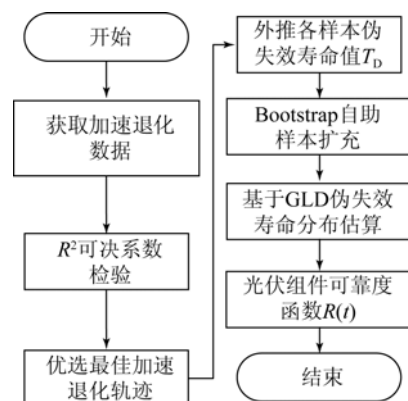 开始
获取加速退化
数据
R²可决系数
检验
优选最佳加速
退化轨迹
外推各样本伪
失效寿命值T_D
Bootstrap自助
样本扩充
基于GLD伪失效
寿命分布估算
光伏组件可靠度
函数R(t)
结束